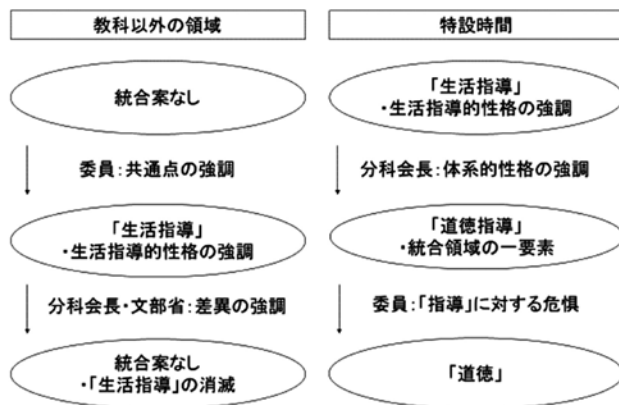 教科以外の領域
特設時間
統合案なし
「生活指導」
・生活指導的性格の強調
委員：共通点の強調
分科会長：体系的性格の強調
「生活指導」
・生活指導的性格の強調
「道徳指導」
・統合領域の一要素
分科会長・文部省：差異の強調
委員：「指導」に対する危惧
統合案なし
・「生活指導」の消滅
「道徳」